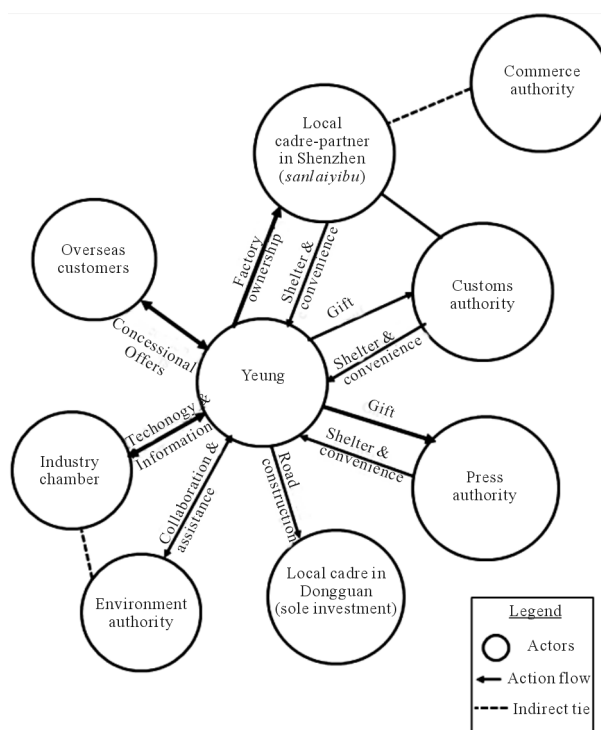 Commerce
authority
Local
cadre-partner
in Shenzhen
(sanlaiyibu)
Overseas
customers
Customs
authority
Factory
ownership
Shelter &
convenience
Gift
Shelter &
convenience
Concessional
Offers
Yeung
Techonogy &
Information
Gift
Shelter &
convenience
Industry
chamber
Press
authority
Collaboration &
assistance
Road
construction
Environment
authority
Local cadre in
Dongguan
(sole investment)
Legend
Actors
Action flow
Indirect tie